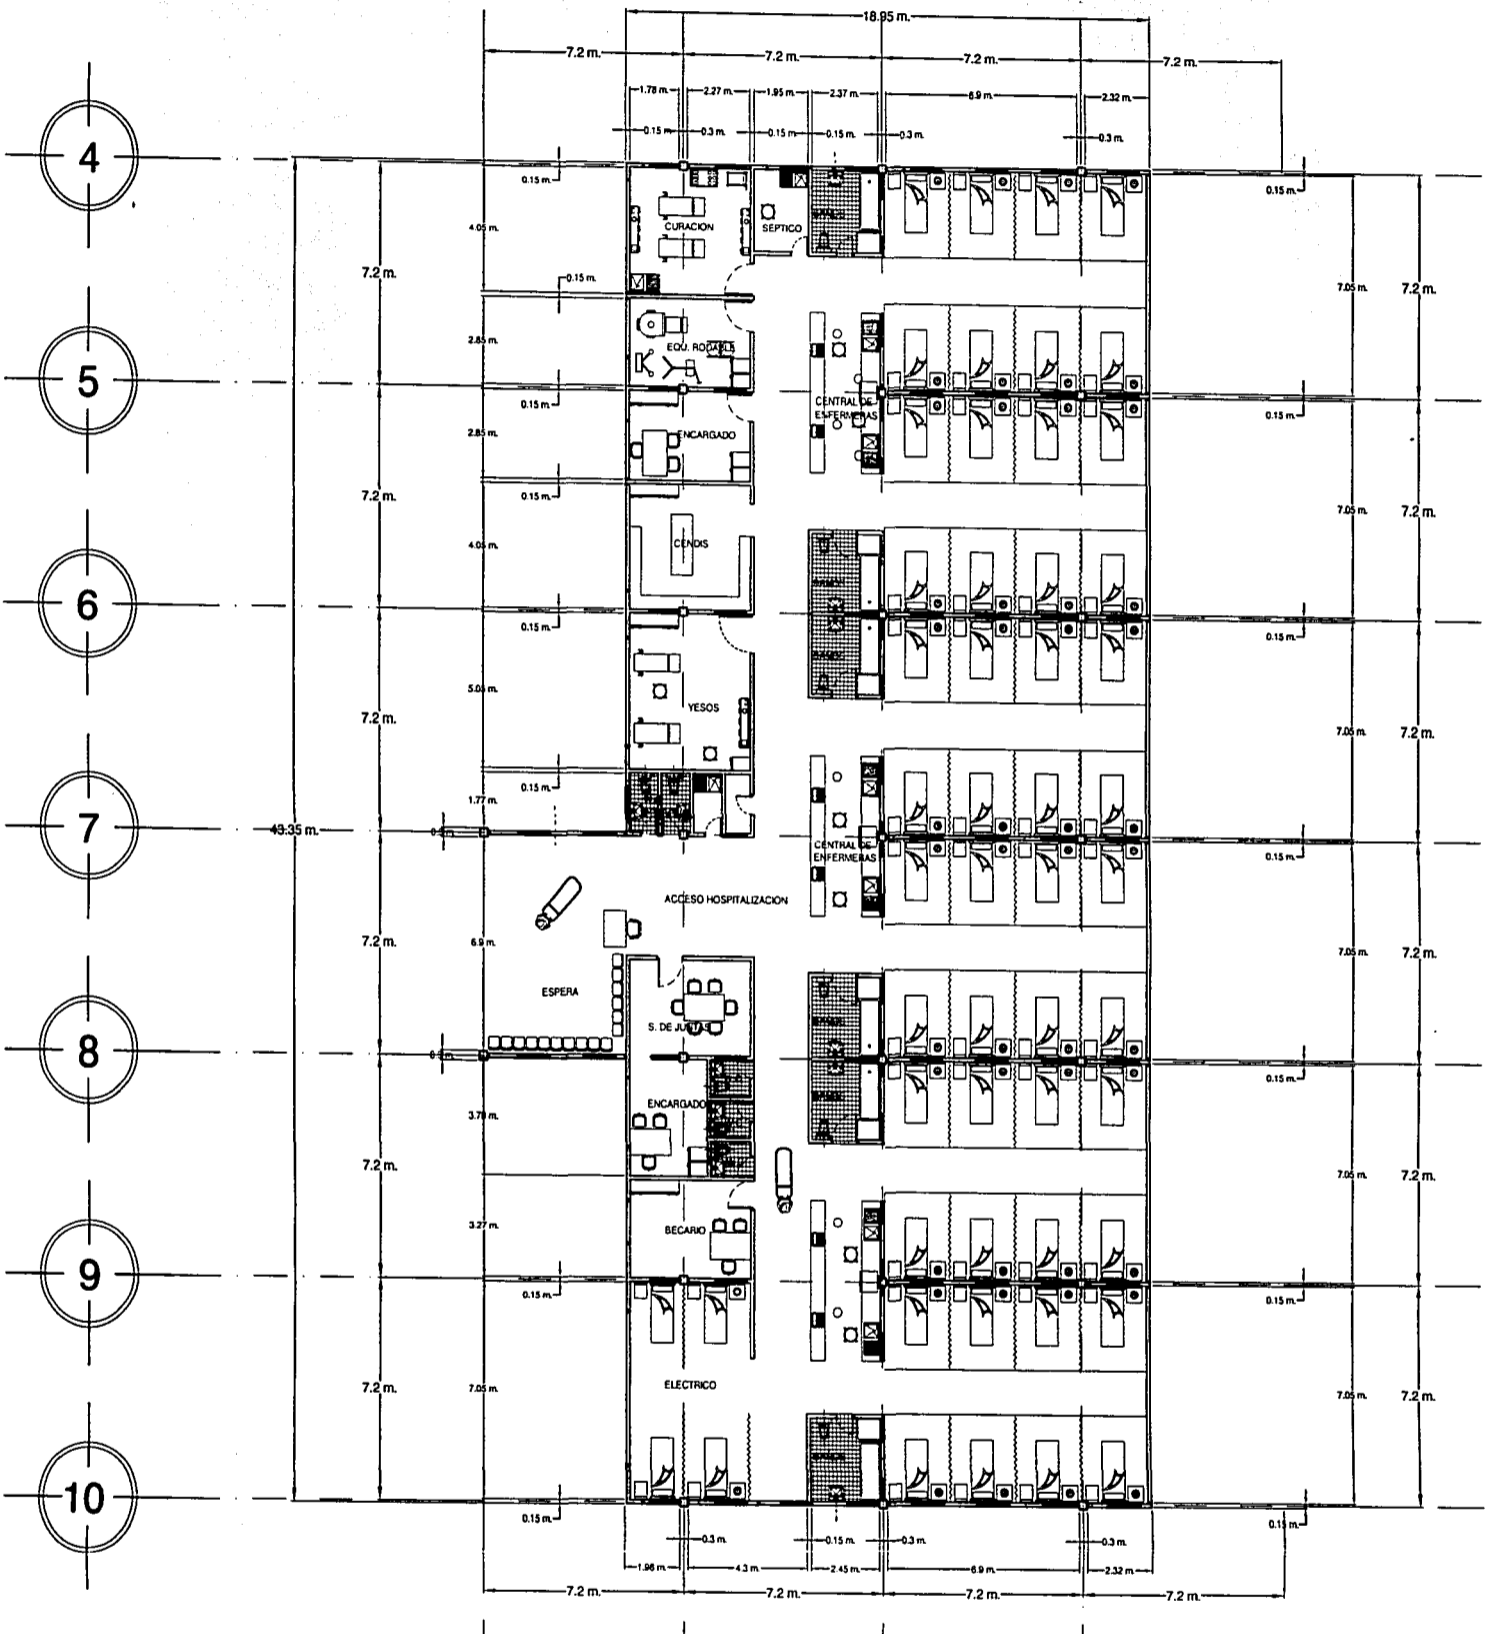 18.95 m.
7.2 m.
7.2 m.
7.2 m.
7.2 m.
1.78 m.
2.27 m.
1.95 m.
2.37 m.
6.9 m.
2.32 m.
0.15 m.
0.3 m.
0.15 m.
0.15 m.
0.3 m.
0.3 m.
4
0.15 m.
0.15 m.
CURACION
SEPTICO
4.05 m.
7.2 m.
0.15 m.
7.05 m.
7.2 m.
2.85 m.
EQU. RODABLE
5
0.15 m.
CENTRAL DE
ENFERMERAS
0.15 m.
2.85 m.
ENCARGADO
7.2 m.
0.15 m.
7.05 m.
7.2 m.
4.05 m.
CENDIS
6
0.15 m.
0.15 m.
5.05 m.
YESOS
7.2 m.
7.05 m.
7.2 m.
0.15 m.
1.77 m.
7
43.35 m.
CENTRAL DE
ENFERMERAS
0.15 m.
ACCESO HOSPITALIZACION
7.2 m.
6.9 m.
7.05 m.
7.2 m.
ESPERA
S. DE JUNTAS
8
0.15 m.
ENCARGADO
3.78 m.
7.2 m.
7.05 m.
7.2 m.
3.27 m.
BECARIO
9
0.15 m.
0.15 m.
ELECTRICO
7.2 m.
7.05 m.
7.05 m.
7.2 m.
10
0.15 m.
0.15 m.
0.3 m.
0.15 m.
0.3 m.
0.3 m.
1.96 m.
4.3 m.
2.45 m.
6.9 m.
2.32 m.
7.2 m.
7.2 m.
7.2 m.
7.2 m.